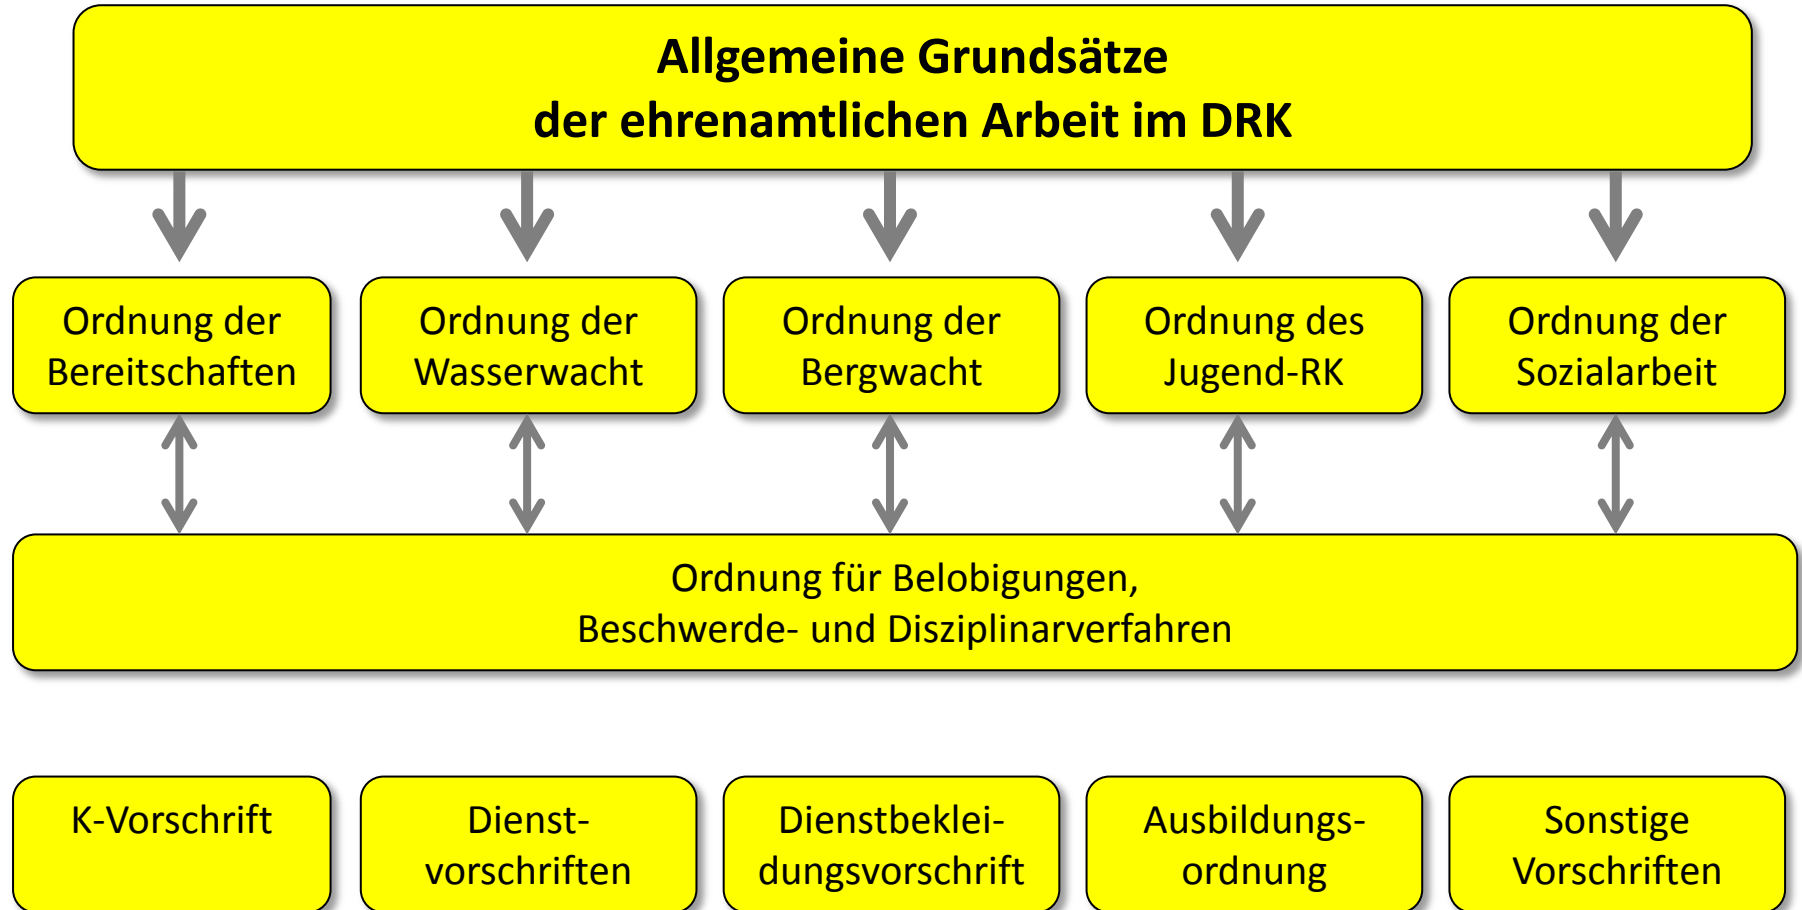 Allgemeine Grundsätze
der ehrenamtlichen Arbeit im DRK
Ordnung der
Bereitschaften
Ordnung der
Wasserwacht
Ordnung der
Bergwacht
Ordnung des
Jugend-RK
Ordnung der
Sozialarbeit
Ordnung für Belobigungen,
Beschwerde- und Disziplinarverfahren
K-Vorschrift
Dienst-
vorschriften
Dienstbeklei-
dungsvorschrift
Ausbildungs-
ordnung
Sonstige
Vorschriften